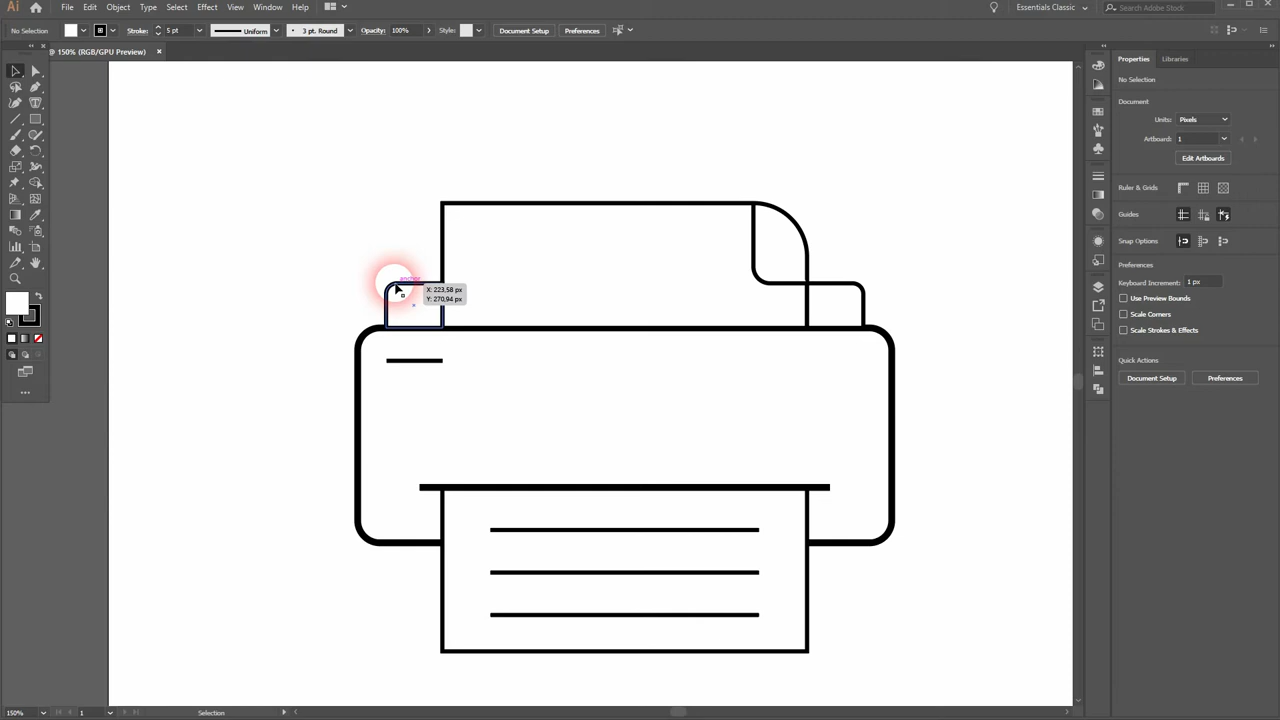 Ai File Edit Object Type Select Effect View Window Help Essentials Classic Search Adobe Stock
No Selection Stroke: 5 pt Uniform 3 pt. Round Opacity: 100% Style: Document Setup Preferences
@ 150% (RGB/GPU Preview) ×
Properties Libraries
No Selection
Document
Units: Pixels
Artboard: 1
Edit Artboards
Ruler & Grids
Guides
Snap Options
Preferences
Keyboard Increment: 1 px
Use Preview Bounds
Scale Corners
Scale Strokes & Effects
Quick Actions
Document Setup Preferences
anchor
X: 223,58 px
Y: 270,94 px
150% 1 Selection